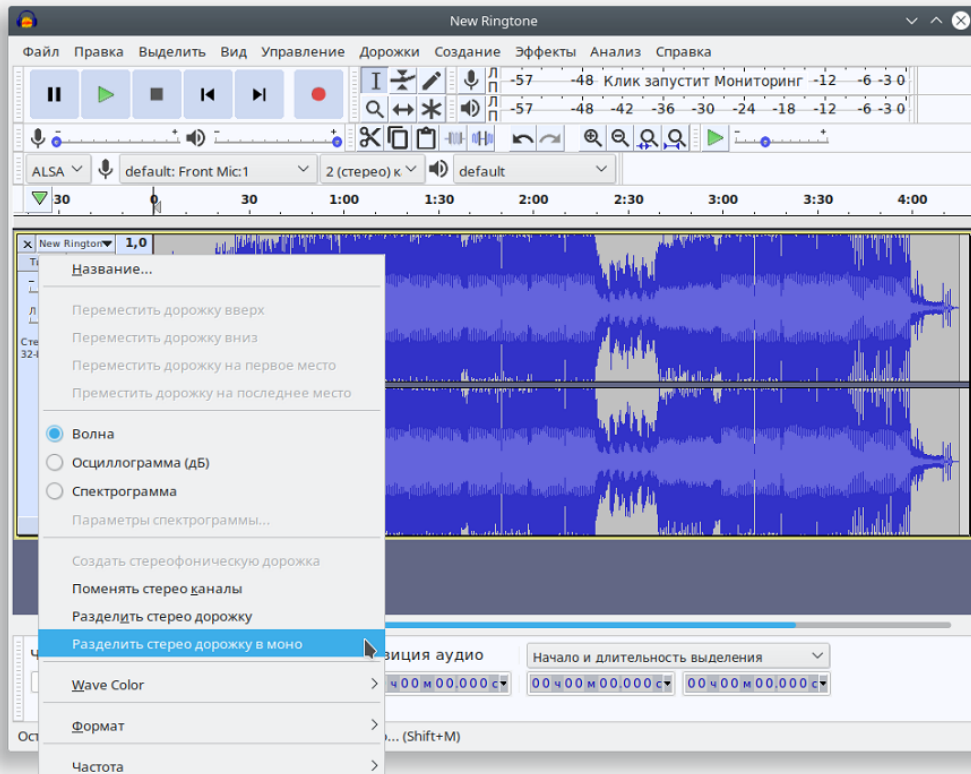 New Ringtone
Файл Правка Выделить Вид Управление Дорожки Создание Эффекты Анализ Справка
Л П -57 -48 Клик запустит Мониторинг -12 -6 -3 0
Л П -57 -48 -42 -36 -30 -24 -18 -12 -6 -3 0
ALSA default: Front Mic:1 2 (стерео) к default
30 0 30 1:00 1:30 2:00 2:30 3:00 3:30 4:00
x New Rington 1,0
Название...
Переместить дорожку вверх
Переместить дорожку вниз
Переместить дорожку на первое место
Преместить дорожку на последнее место
Волна
Осциллограмма (дБ)
Спектрограмма
Параметры спектрограммы...
Создать стереофоническую дорожка
Поменять стерео каналы
Разделить стерео дорожку
Разделить стерео дорожку в моно
Wave Color
Формат
Частота
зиция аудио Начало и длительность выделения
ч 00 м 00,000 с 00 ч 00 м 00,000 с 00 ч 00 м 00,000 с
... (Shift+M)